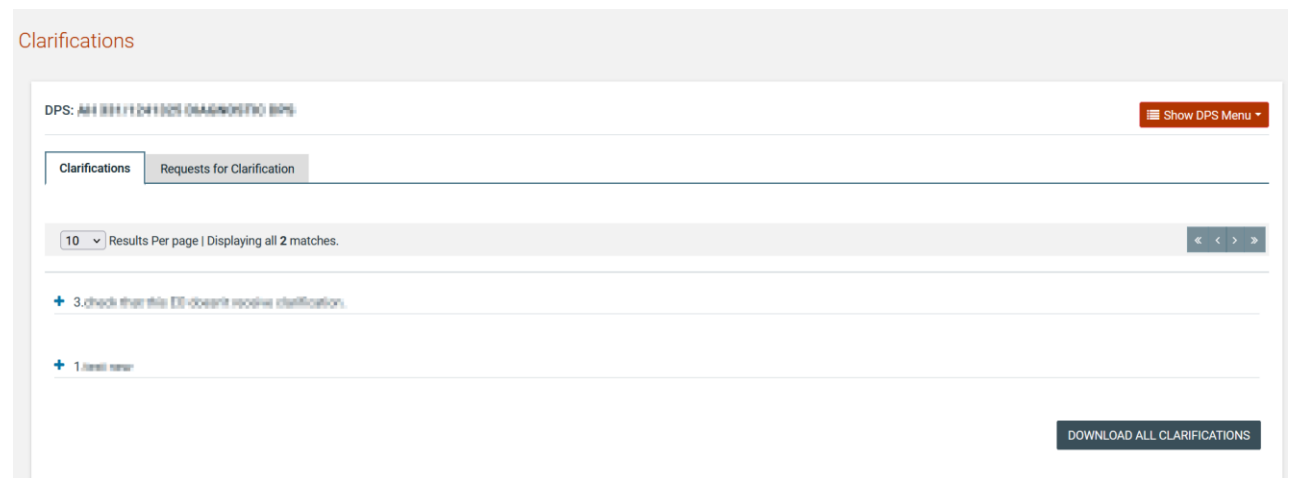 Clarifications
DPS:
Show DPS Menu
Clarifications Requests for Clarification
10 Results Per page | Displaying all 2 matches.
« < > »
+ 3.
+ 1
DOWNLOAD ALL CLARIFICATIONS